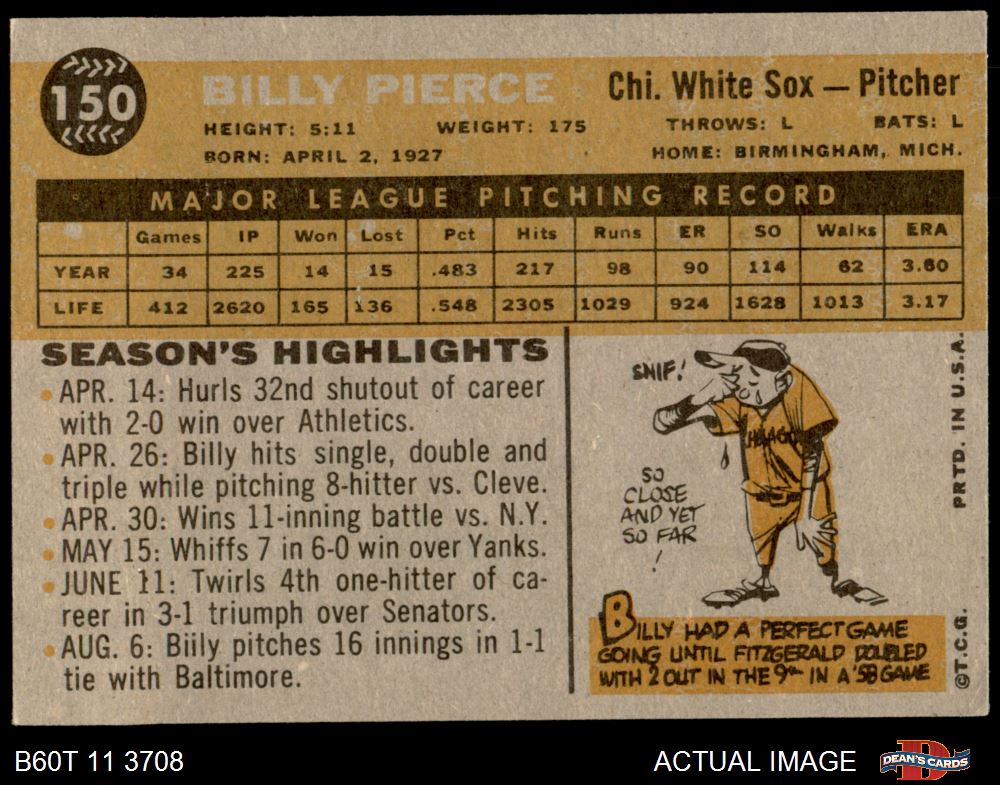 150
BILLY PIERCE
Chi. White Sox — Pitcher
HEIGHT: 5:11 WEIGHT: 175 THROWS: L BATS: L
BORN: APRIL 2, 1927 HOME: BIRMINGHAM, MICH.
MAJOR LEAGUE PITCHING RECORD
Games IP Won Lost Pct Hits Runs ER SO Walks ERA
YEAR 34 225 14 15 .483 217 98 90 114 62 3.60
LIFE 412 2620 165 136 .548 2305 1029 924 1628 1013 3.17
SEASON'S HIGHLIGHTS
• APR. 14: Hurls 32nd shutout of career
with 2-0 win over Athletics.
• APR. 26: Billy hits single, double and
triple while pitching 8-hitter vs. Cleve.
• APR. 30: Wins 11-inning battle vs. N.Y.
• MAY 15: Whiffs 7 in 6-0 win over Yanks.
• JUNE 11: Twirls 4th one-hitter of ca-
reer in 3-1 triumph over Senators.
• AUG. 6: Biily pitches 16 innings in 1-1
tie with Baltimore.
SNIF!
CHICAGO
SO
CLOSE
AND YET
SO FAR
!
BILLY HAD A PERFECT GAME
GOING UNTIL FITZGERALD DOUBLED
WITH 2 OUT IN THE 9TH IN A '58 GAME
PRTD. IN U.S.A.
©T.C.G.
B60T 11 3708
ACTUAL IMAGE
D
DEAN'S CARDS